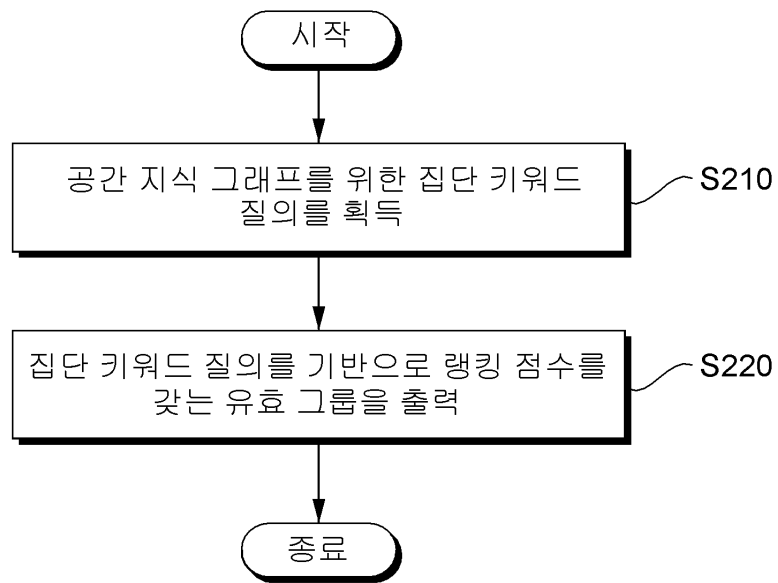 시작
공간 지식 그래프를 위한 집단 키워드
질의를 획득
S210
집단 키워드 질의를 기반으로 랭킹 점수를
갖는 유효 그룹을 출력
S220
종료